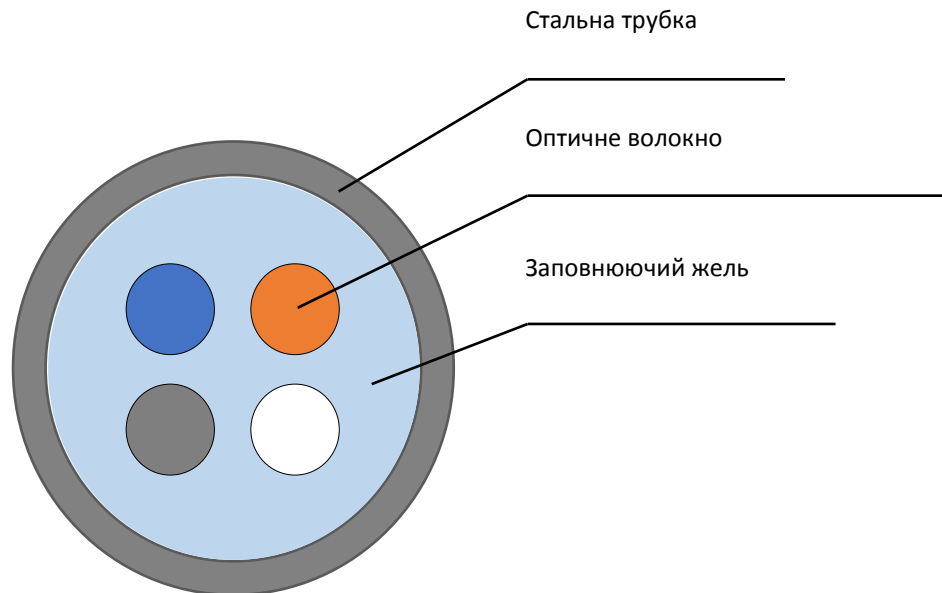 Стальна трубка
Оптичне волокно
Заповнюючий жель